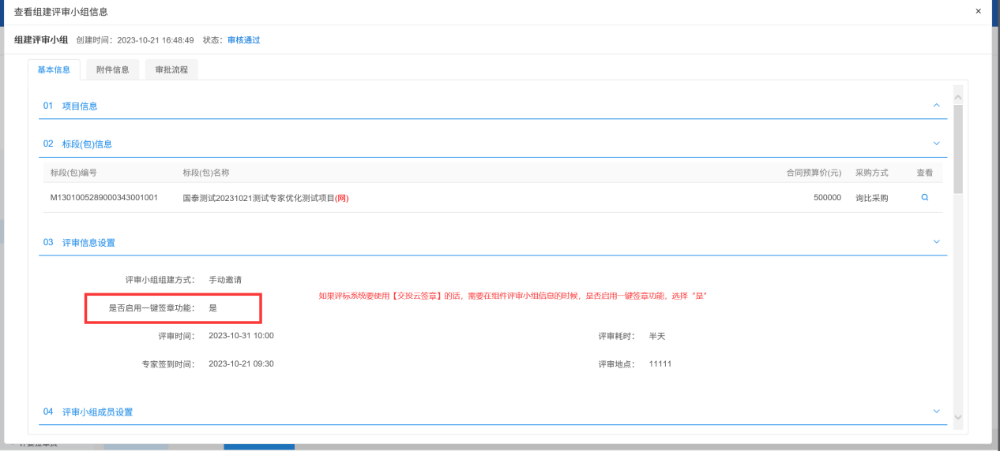 查看组建评审小组信息 ×
组建评审小组 创建时间：2023-10-21 16:48:49 状态：审核通过
基本信息 附件信息 审批流程
01 项目信息
02 标段(包)信息
标段(包)编号 标段(包)名称 合同预算价(元) 采购方式 查看
M1301005289000343001001 国泰测试20231021测试专家优化测试项目(网) 500000 询比采购
03 评审信息设置
评审小组组建方式： 手动邀请
如果评标系统要使用【交投云签章】的话，需要在组件评审小组信息的时候，是否启用一键签章功能，选择“是”
是否启用一键签章功能： 是
评审时间： 2023-10-31 10:00 评审耗时： 半天
专家签到时间： 2023-10-21 09:30 评审地点： 11111
04 评审小组成员设置